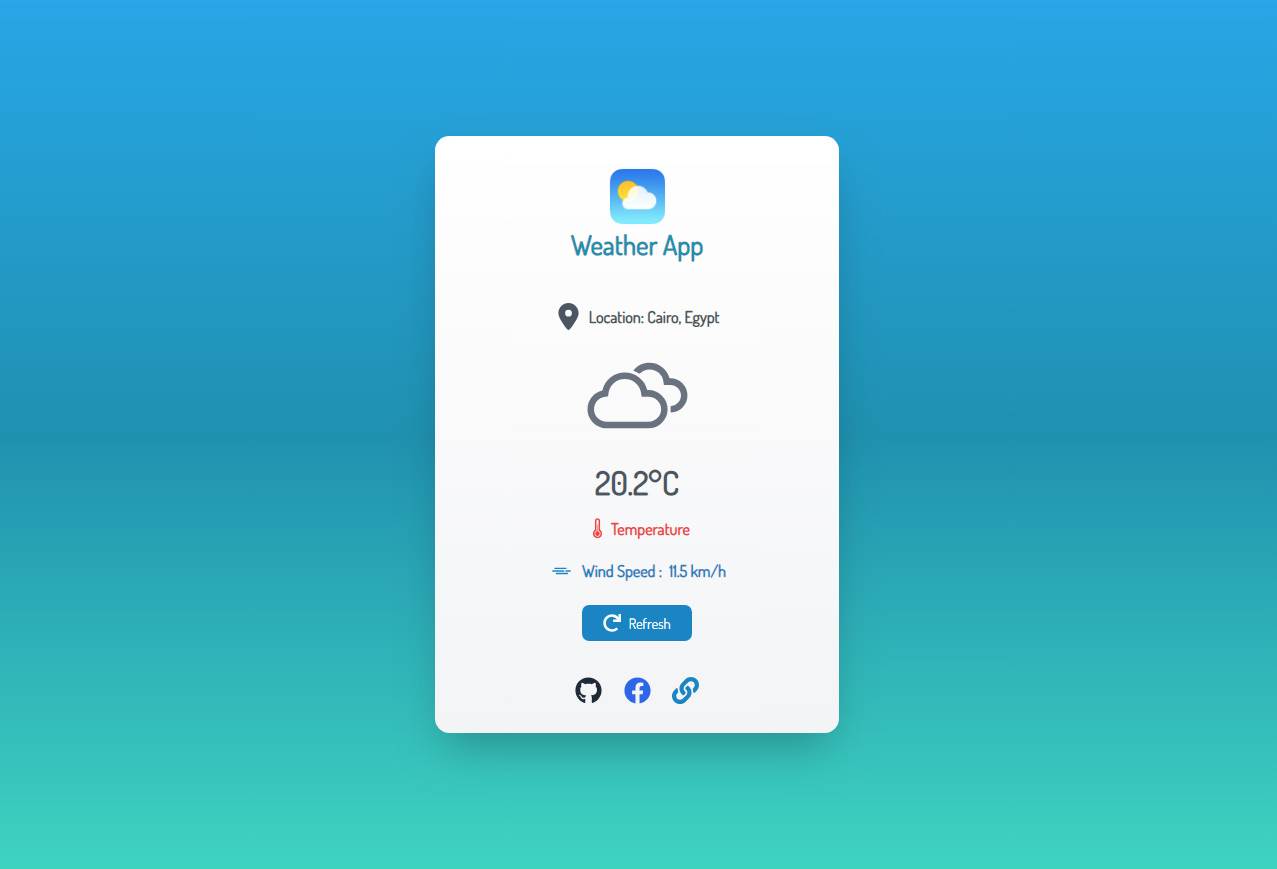 Weather App
Location: Cairo, Egypt
20.2°C
Temperature
Wind Speed : 11.5 km/h
Refresh